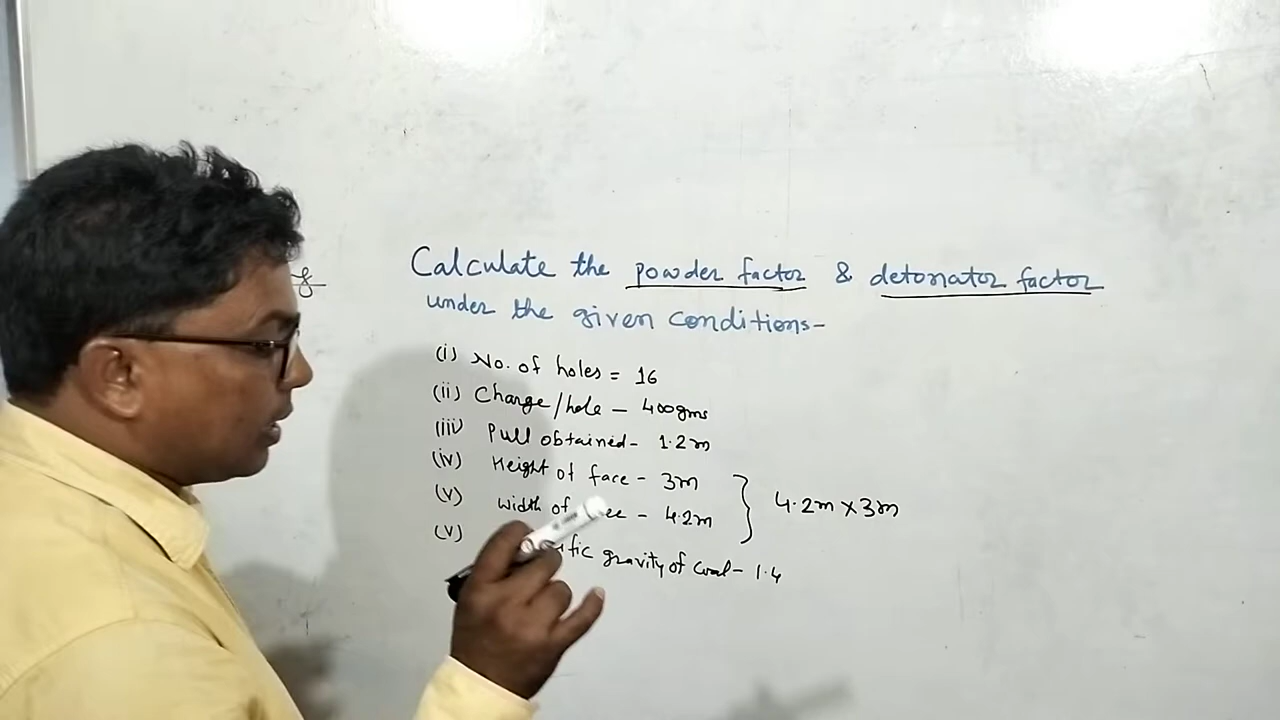 Calculate the powder factor & detonator factor
under the given conditions-
(i) No. of holes = 16
(ii) Charge/hole - 400gms
(iii) Pull obtained - 1.2m
(iv) Height of face - 3m
(v) Width of - 4.2m
4.2m x 3m
(v) gravity of coal - 1.4